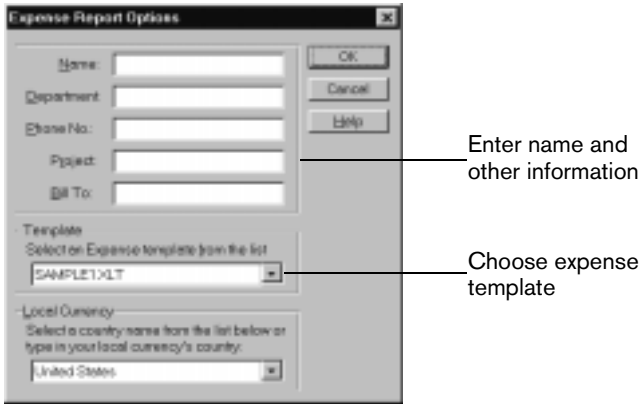 Expense Report Options
Name:
OK
Department:
Cancel
Phone No.:
Help
Project:
Bill To:
Enter name and
other information
Template
Select an Expense template from the list
SAMPLE1.XLT
Choose expense
template
Local Currency
Select a country name from the list below or
type in your local currency's country:
United States